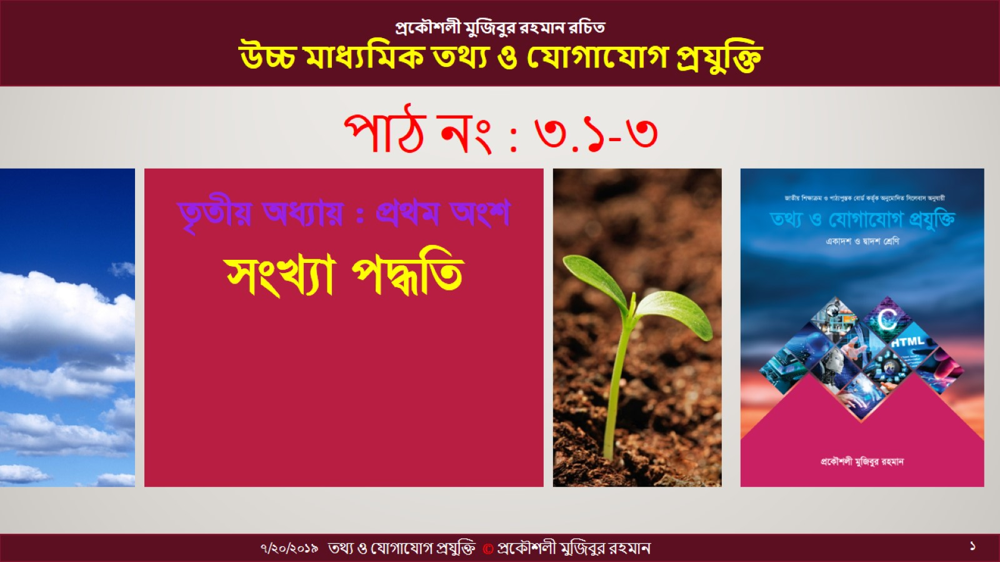 প্রকৌশলী মুজিবুর রহমান রচিত
উচ্চ মাধ্যমিক তথ্য ও যোগাযোগ প্রযুক্তি
পাঠ নং : ৩.১-৩
তৃতীয় অধ্যায় : প্রথম অংশ
সংখ্যা পদ্ধতি
জাতীয় শিক্ষাক্রম ও পাঠ্যপুস্তক বোর্ড কর্তৃক অনুমোদিত সিলেবাস অনুযায়ী
তথ্য ও যোগাযোগ প্রযুক্তি
একাদশ ও দ্বাদশ শ্রেণি
C
HTML
প্রকৌশলী মুজিবুর রহমান
৭/২০/২০১৯ তথ্য ও যোগাযোগ প্রযুক্তি © প্রকৌশলী মুজিবুর রহমান
১